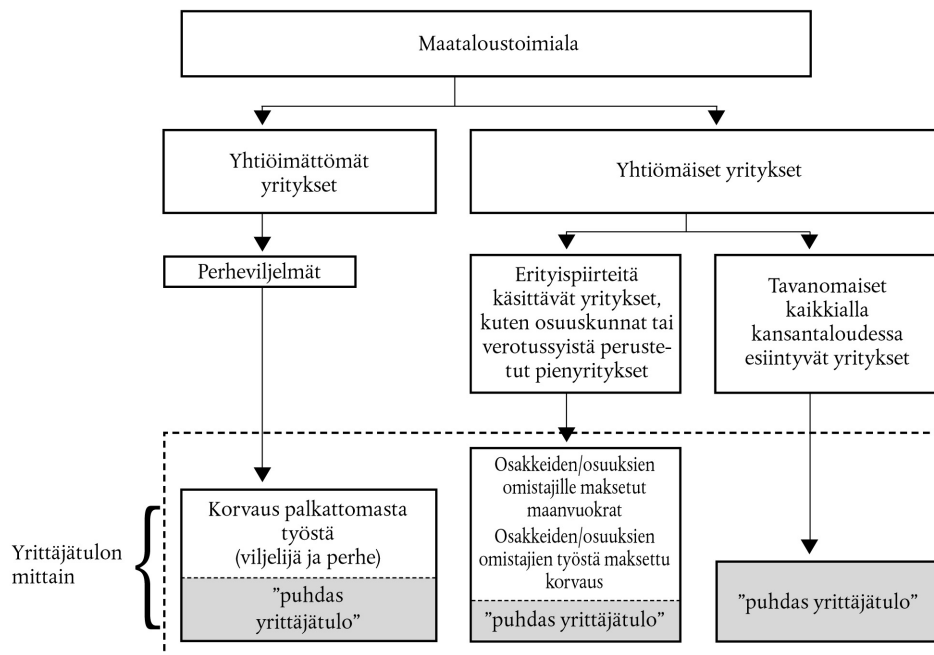 Maataloustoimiala
Yhtiöimättömät
yritykset
Yhtiömäiset yritykset
Perheviljelmät
Erityispiirteitä
käsittävät yritykset,
kuten osuuskunnat tai
verotussyistä peruste-
tut pienyritykset
Tavanomaiset
kaikkialla
kansantaloudessa
esiintyvät yritykset
Yrittäjätulon
mittain
Korvaus palkattomasta
työstä
(viljelijä ja perhe)
”puhdas
yrittäjätulo”
Osakkeiden/osuuksien
omistajille maksetut
maanvuokrat
Osakkeiden/osuuksien
omistajien työstä maksettu
korvaus
”puhdas yrittäjätulo”
”puhdas yrittäjätulo”